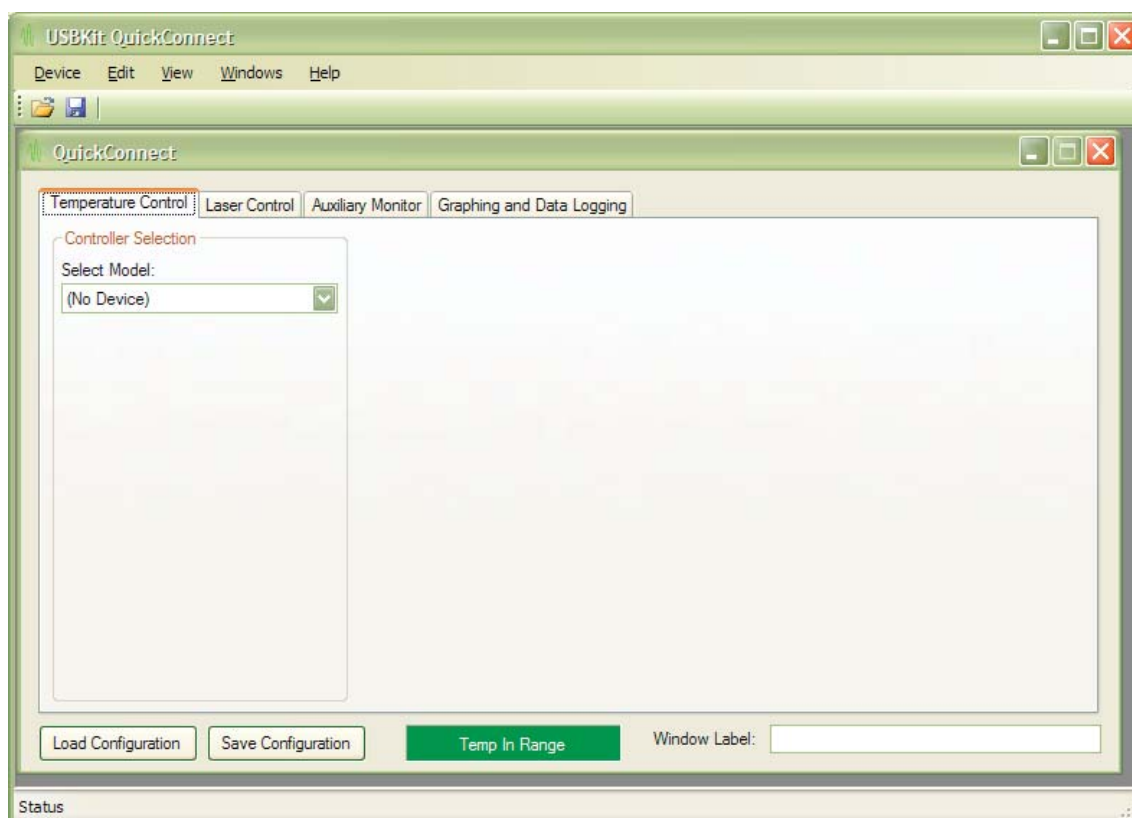 USBKit QuickConnect
Device Edit View Windows Help
QuickConnect
Temperature Control Laser Control Auxiliary Monitor Graphing and Data Logging
Controller Selection
Select Model:
(No Device)
Load Configuration Save Configuration Temp In Range Window Label:
Status